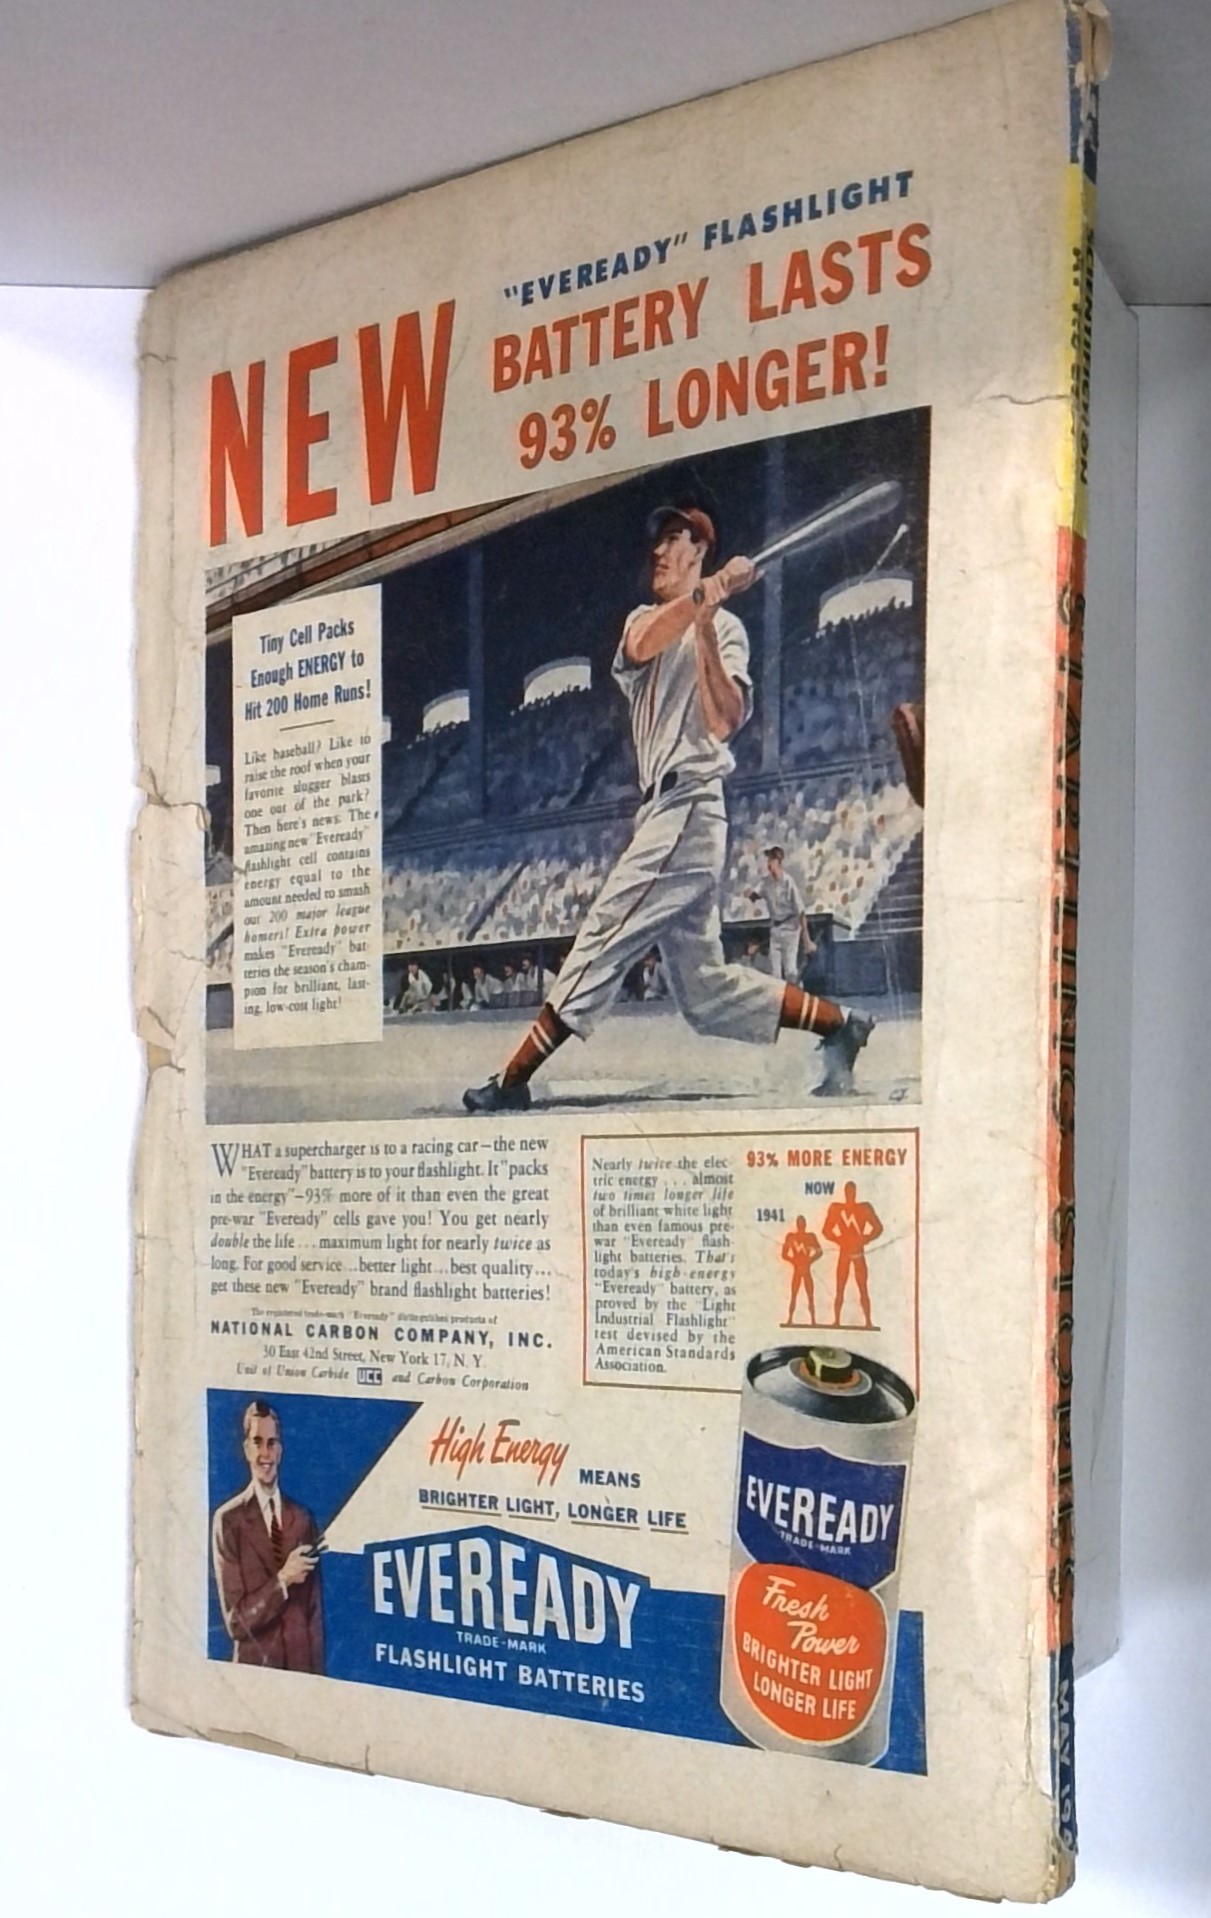 "EVEREADY" FLASHLIGHT
NEW BATTERY LASTS
93% LONGER!
Tiny Cell Packs
Enough ENERGY to
Hit 200 Home Runs!
Like baseball? Like to
raise the roof when your
favorite slugger blasts
one out of the park?
Then here's news. The
amazing new "Eveready"
flashlight cell contains
energy equal to the
amount needed to smash
out 200 major league
homers! Extra power
makes "Eveready" bat-
teries the season's cham-
pion for brilliant, last-
ing, low-cost light!
CJ.
WHAT a supercharger is to a racing car—the new
"Eveready" battery is to your flashlight. It "packs
in the energy"—93% more of it than even the great
pre-war "Eveready" cells gave you! You get nearly
double the life...maximum light for nearly twice as
long. For good service...better light...best quality...
get these new "Eveready" brand flashlight batteries!
The registered trade-mark "Eveready" distinguishes products of
NATIONAL CARBON COMPANY, INC.
30 East 42nd Street, New York 17, N. Y.
Unit of Union Carbide UCC and Carbon Corporation
Nearly twice the elec-
tric energy . . . almost
two times longer life
of brilliant white light
than even famous pre-
war "Eveready" flash-
light batteries. That's
today's high-energy
"Eveready" battery, as
proved by the "Light
Industrial Flashlight"
test devised by the
American Standards
Association.
93% MORE ENERGY
NOW
1941
High Energy MEANS
BRIGHTER LIGHT, LONGER LIFE
EVEREADY
TRADE-MARK
FLASHLIGHT BATTERIES
EVEREADY
TRADE-MARK
Fresh
Power
BRIGHTER LIGHT
LONGER LIFE
MAY